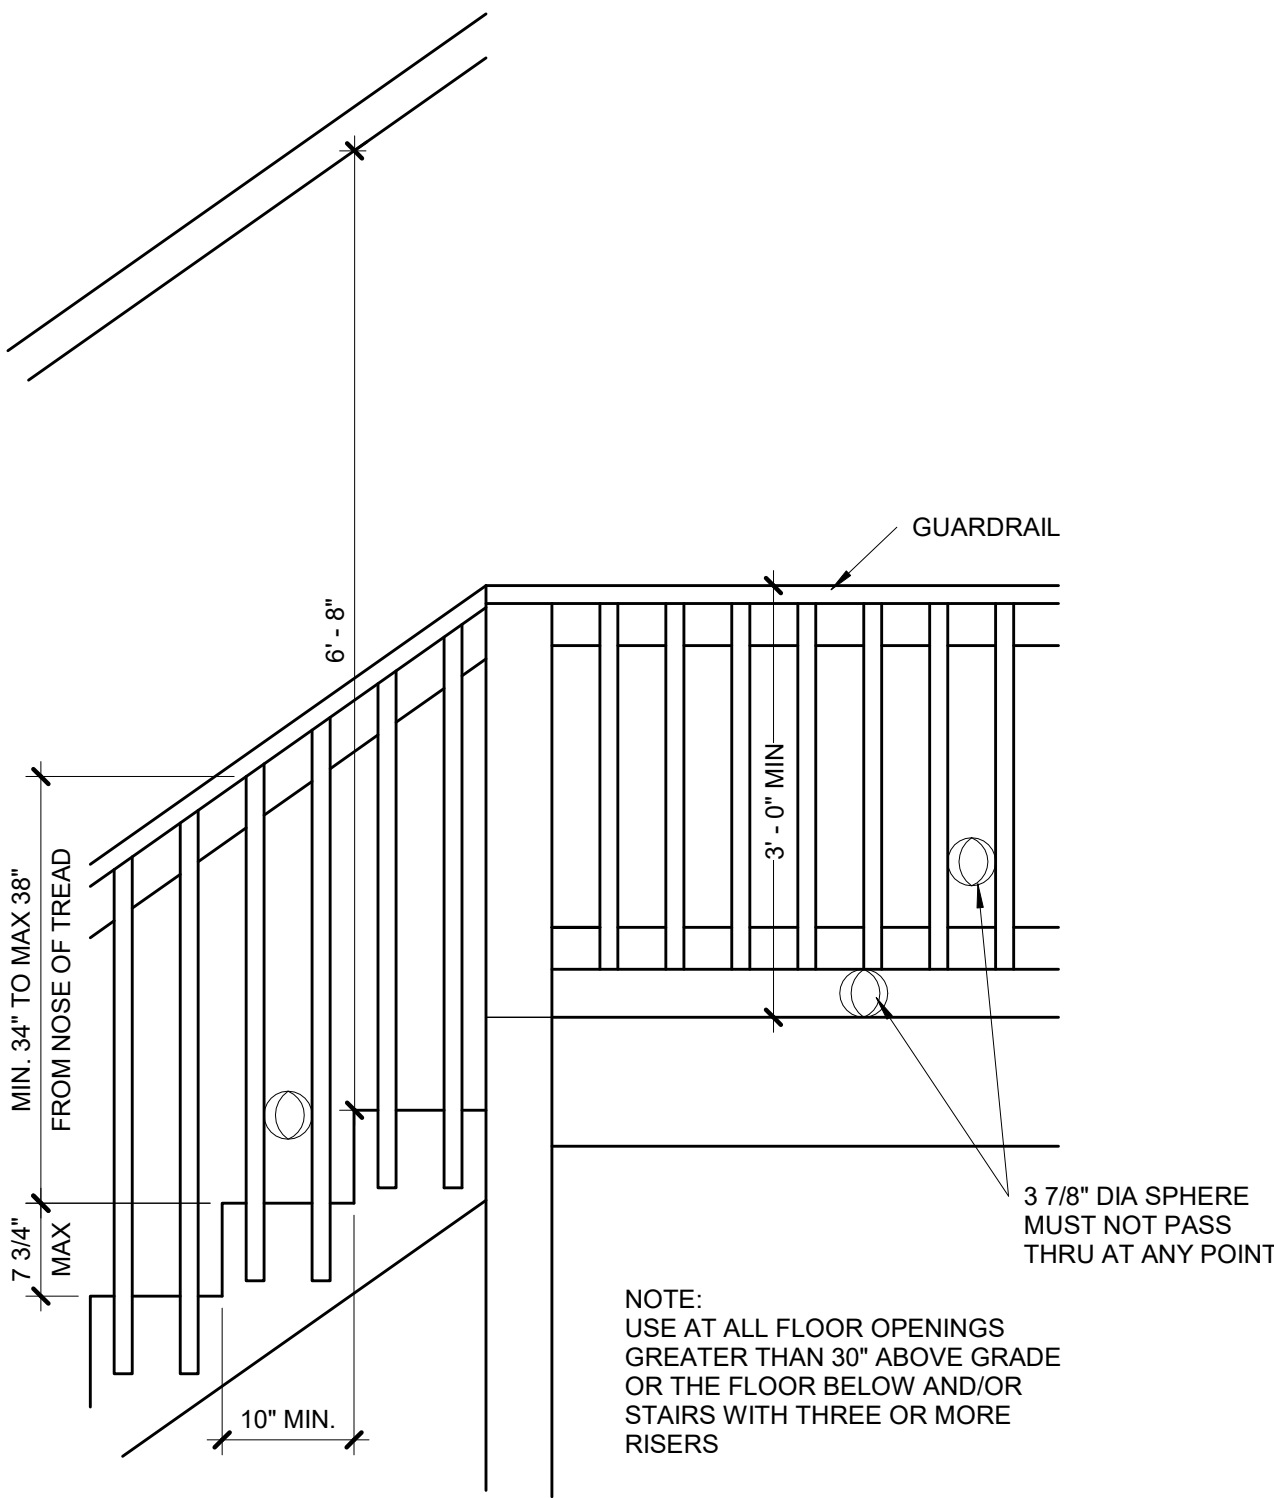 GUARDRAIL
6' - 8"
3' - 0" MIN
MIN. 34" TO MAX 38"
FROM NOSE OF TREAD
7 3/4"
MAX
10" MIN.
3 7/8" DIA SPHERE
MUST NOT PASS
THRU AT ANY POINT
NOTE:
USE AT ALL FLOOR OPENINGS
GREATER THAN 30" ABOVE GRADE
OR THE FLOOR BELOW AND/OR
STAIRS WITH THREE OR MORE
RISERS